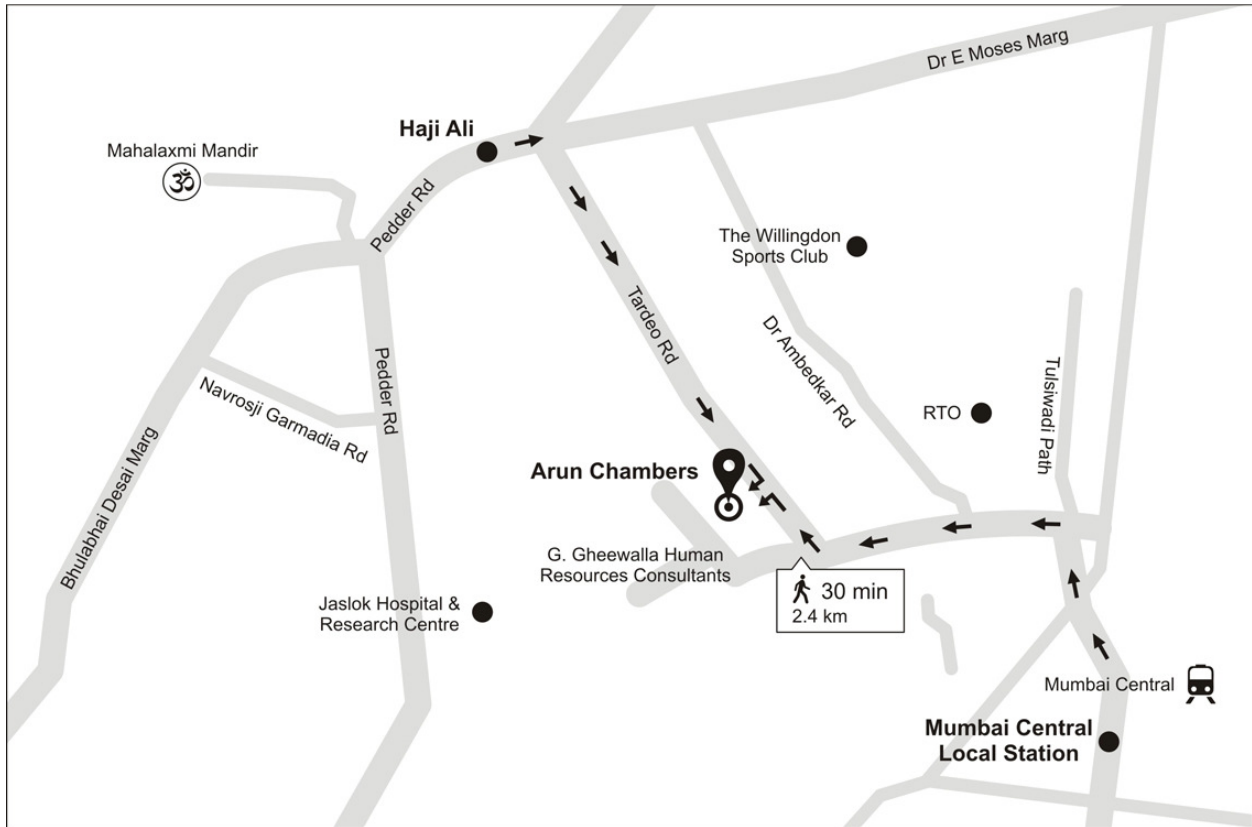 Dr E Moses Marg
Haji Ali
Mahalaxmi Mandir
ॐ
Pedder Rd
The Willingdon
Sports Club
Tardeo Rd
Dr Ambedkar Rd
Pedder Rd
Navrosji Garmadia Rd
Tulsiwadi Path
RTO
Bhulabhai Desai Marg
Arun Chambers
G. Gheewalla Human
Resources Consultants
30 min
2.4 km
Jaslok Hospital &
Research Centre
Mumbai Central
Mumbai Central
Local Station